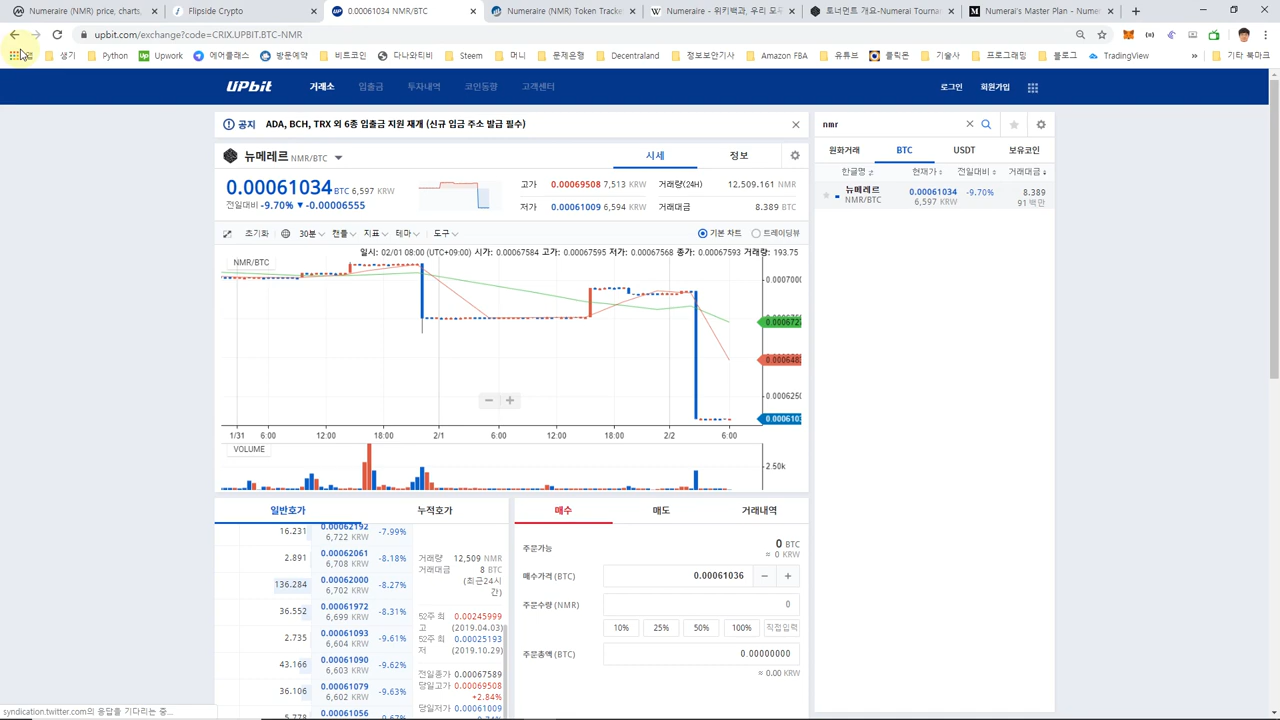 Numeraire (NMR) price, charts,
Flipside Crypto
0.00061034 NMR/BTC
Numeraire (NMR) Token Tracke
Numeraire - 위키백과, 우리 모두
토너먼트 개요-Numerai Tournam
Numerai's Master Plan - Numera
upbit.com/exchange?code=CRIX.UPBIT.BTC-NMR
생기
Python
Upwork
에어클래스
방문예약
비트코인
다나와티비
Steem
머니
문제은행
Decentraland
정보보안기사
Amazon FBA
유튜브
클릭몬
기술사
프로그래밍
블로그
TradingView
기타 북마크
UPbit
거래소
입출금
투자내역
코인동향
고객센터
로그인
회원가입
공지
ADA, BCH, TRX 외 6종 입출금 지원 재개 (신규 입금 주소 발급 필수)
nmr
뉴메레르 NMR/BTC
시세
정보
원화거래
BTC
USDT
보유코인
한글명
현재가
전일대비
거래대금
뉴메레르
0.00061034
-9.70%
8.389
NMR/BTC
6,597 KRW
91 백만
0.00061034 BTC 6,597 KRW
전일대비 -9.70% ▼ -0.00006555
고가 0.00069508 7,513 KRW
거래량(24H) 12,509.161 NMR
저가 0.00061009 6,594 KRW
거래대금 8.389 BTC
초기화
30분
캔들
지표
테마
도구
기본 차트
트레이딩뷰
일시: 02/01 08:00 (UTC+09:00) 시가: 0.00067584 고가: 0.00067595 저가: 0.00067568 종가: 0.00067593 거래량: 193.75
NMR/BTC
0.0007000
0.0006250
1/31
6:00
12:00
18:00
2/1
6:00
12:00
18:00
2/2
6:00
VOLUME
2.50k
일반호가
누적호가
매수
매도
거래내역
16.231
0.00062192
-7.99%
6,722 KRW
2.891
0.00062061
-8.18%
6,708 KRW
136.284
0.00062000
-8.27%
6,702 KRW
36.552
0.00061972
-8.31%
6,699 KRW
2.735
0.00061093
-9.61%
6,604 KRW
43.166
0.00061090
-9.62%
6,603 KRW
36.106
0.00061079
-9.63%
6,602 KRW
5.778
0.00061056
거래량 12,509 NMR
거래대금 8 BTC
(최근24시
간)
52주 최 0.00245999
고 (2019.04.03)
52주 최 0.00025193
저 (2019.10.29)
전일종가 0.00067589
당일고가 0.00069508
+2.84%
당일저가 0.00061009
주문가능
0 BTC
≈ 0 KRW
매수가격 (BTC)
0.00061036
주문수량 (NMR)
0
10%
25%
50%
100%
직접입력
주문총액 (BTC)
0.00000000
≈ 0.00 KRW
syndication.twitter.com의 응답을 기다리는 중...